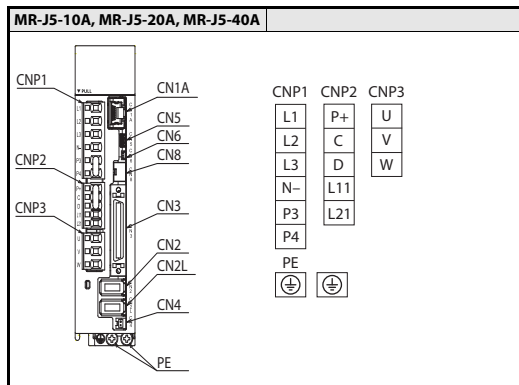 MR-J5-10A, MR-J5-20A, MR-J5-40A
CNP1
CNP2
CNP3
PULL
CN1A
CN5
CN6
CN8
CN3
CN2
CN2L
CN4
PE
CNP1 CNP2 CNP3
L1 P+ U
L2 C V
L3 D W
N− L11
P3 L21
P4
PE